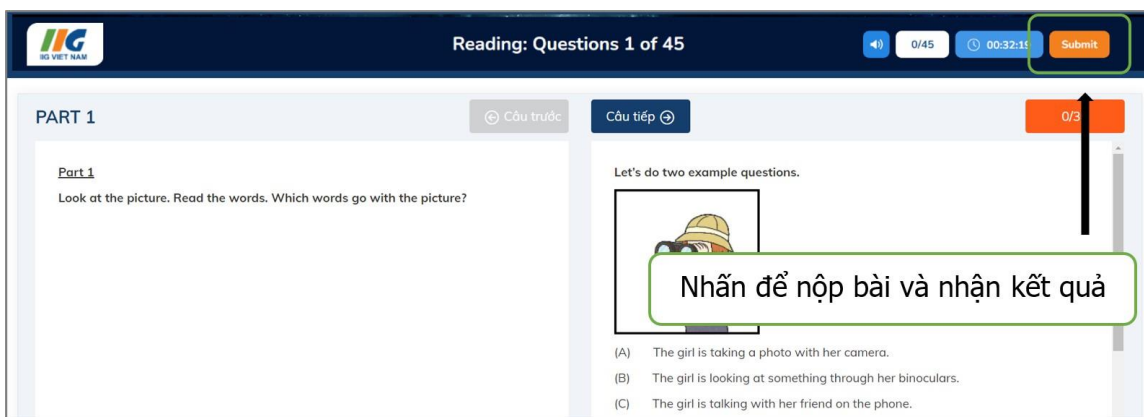 IIG
IIG VIET NAM
Reading: Questions 1 of 45
0/45
00:32:19
Submit
PART 1
Câu trước
Câu tiếp
0/3
Part 1
Look at the picture. Read the words. Which words go with the picture?
Let's do two example questions.
Nhấn để nộp bài và nhận kết quả
(A) The girl is taking a photo with her camera.
(B) The girl is looking at something through her binoculars.
(C) The girl is talking with her friend on the phone.